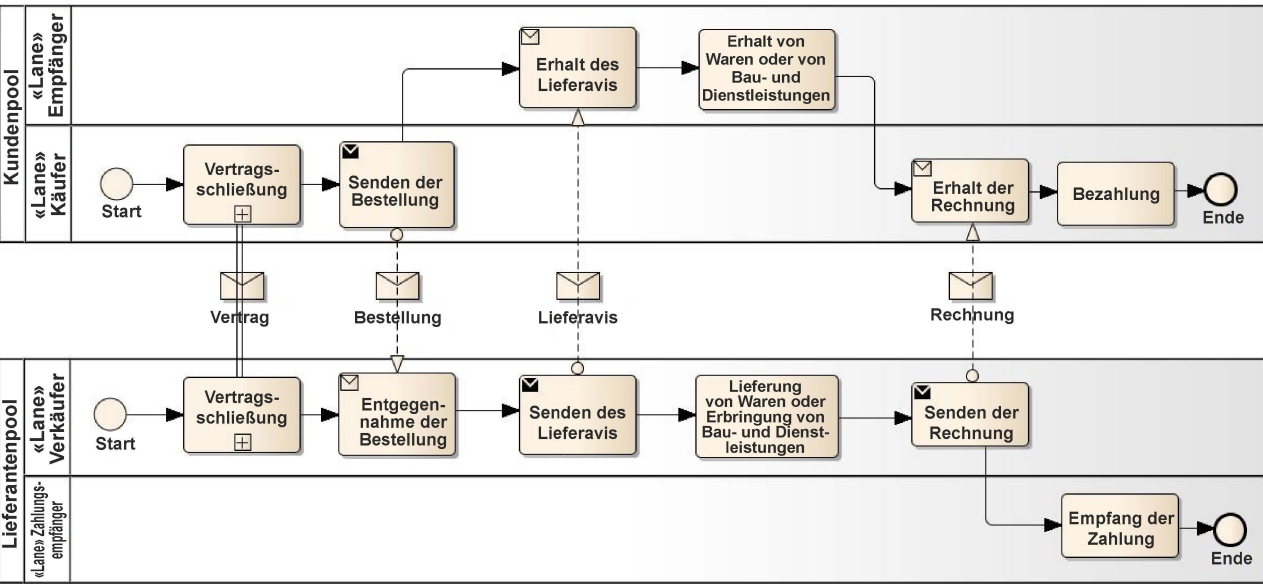 Kundenpool
«Lane»
Empfänger
Erhalt des
Lieferavis
Erhalt von
Waren oder von
Bau- und
Dienstleistungen
«Lane»
Käufer
Start
Vertrags-
schließung
Senden der
Bestellung
Erhalt der
Rechnung
Bezahlung
Ende
Vertrag
Bestellung
Lieferavis
Rechnung
Lieferantenpool
«Lane»
Verkäufer
Start
Vertrags-
schließung
Entgegen-
nahme der
Bestellung
Senden des
Lieferavis
Lieferung
von Waren oder
Erbringung von
Bau- und Dienst-
leistungen
Senden der
Rechnung
«Lane» Zahlungs-
empfänger
Empfang der
Zahlung
Ende